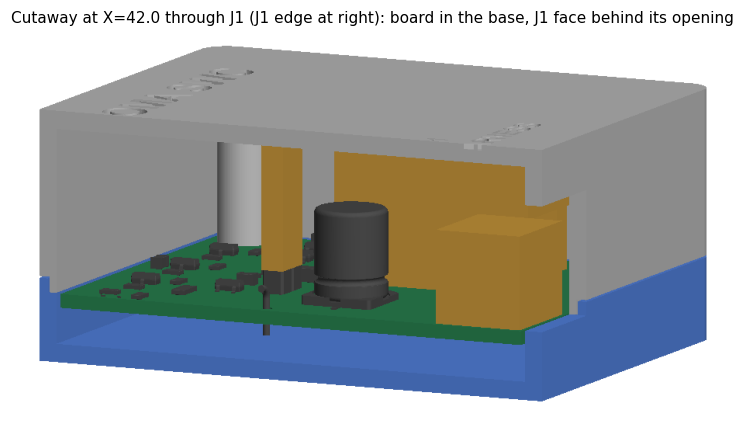 Cutaway at X=42.0 through J1 (J1 edge at right): board in the base, J1 face behind its opening